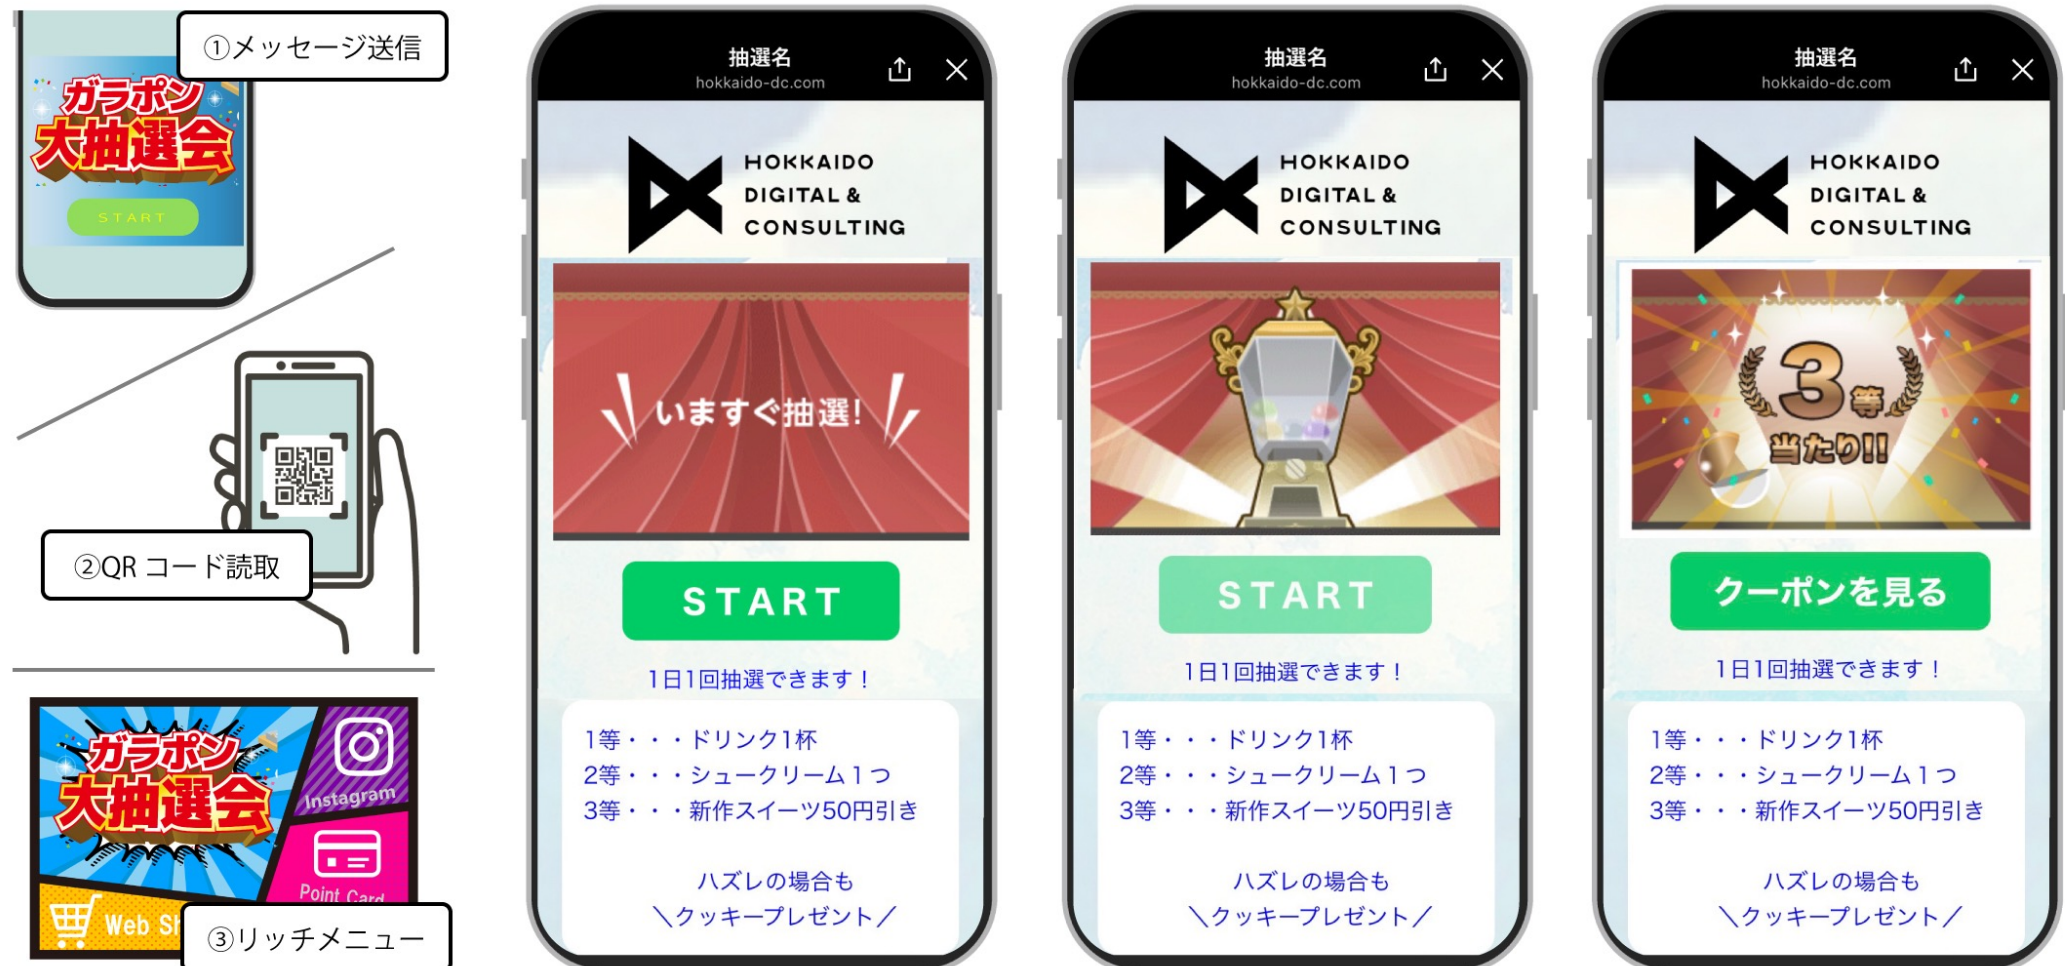 ①メッセージ送信
ガラポン
大抽選会
START
②QRコード読取
ガラポン
大抽選会
Instagram
Point Card
Web
③リッチメニュー
抽選名
hokkaido-dc.com
HOKKAIDO
DIGITAL &
CONSULTING
いますぐ抽選!
START
1日1回抽選できます！
1等・・・ドリンク1杯
2等・・・シュークリーム１つ
3等・・・新作スイーツ50円引き
ハズレの場合も
＼クッキープレゼント／
抽選名
hokkaido-dc.com
HOKKAIDO
DIGITAL &
CONSULTING
START
1日1回抽選できます！
1等・・・ドリンク1杯
2等・・・シュークリーム１つ
3等・・・新作スイーツ50円引き
ハズレの場合も
＼クッキープレゼント／
抽選名
hokkaido-dc.com
HOKKAIDO
DIGITAL &
CONSULTING
3等
当たり!!
クーポンを見る
1日1回抽選できます！
1等・・・ドリンク1杯
2等・・・シュークリーム１つ
3等・・・新作スイーツ50円引き
ハズレの場合も
＼クッキープレゼント／